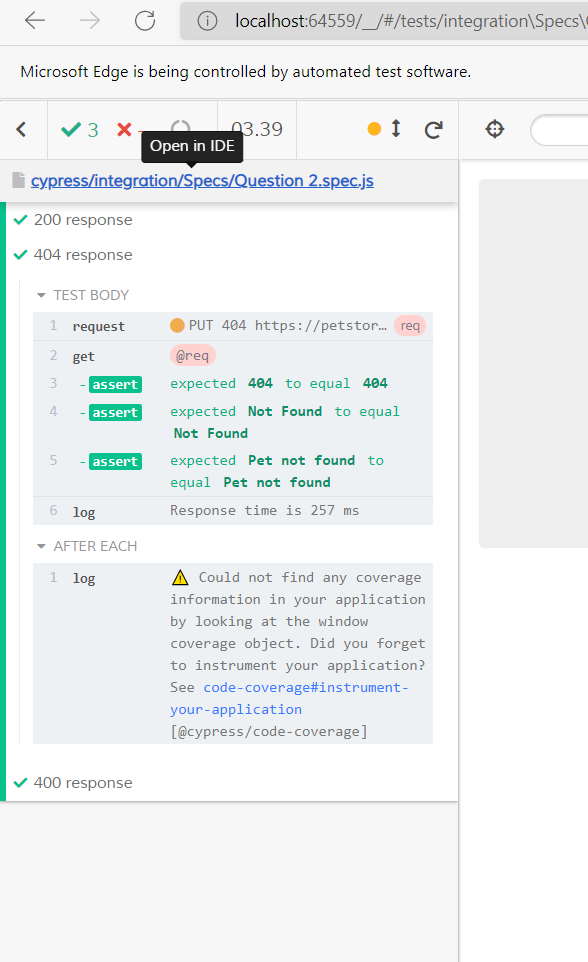 localhost:64559/__/#/tests/integration\Specs\
Microsoft Edge is being controlled by automated test software.
3 -- 03.39
Open in IDE
cypress/integration/Specs/Question 2.spec.js
200 response
404 response
TEST BODY
1 request PUT 404 https://petstor... req
2 get @req
3 -assert expected 404 to equal 404
4 -assert expected Not Found to equal
Not Found
5 -assert expected Pet not found to
equal Pet not found
6 log Response time is 257 ms
AFTER EACH
1 log ⚠ Could not find any coverage
information in your application
by looking at the window
coverage object. Did you forget
to instrument your application?
See code-coverage#instrument-
your-application
[@cypress/code-coverage]
400 response